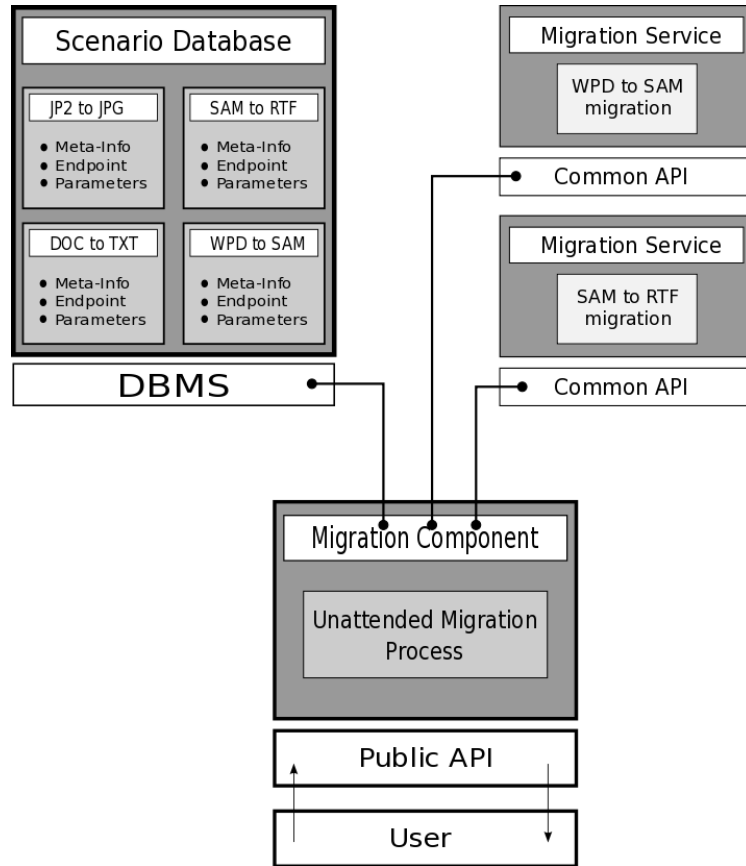 Scenario Database
JP2 to JPG
• Meta-Info
• Endpoint
• Parameters
SAM to RTF
• Meta-Info
• Endpoint
• Parameters
DOC to TXT
• Meta-Info
• Endpoint
• Parameters
WPD to SAM
• Meta-Info
• Endpoint
• Parameters
DBMS
Migration Service
WPD to SAM
migration
Common API
Migration Service
SAM to RTF
migration
Common API
Migration Component
Unattended Migration
Process
Public API
User